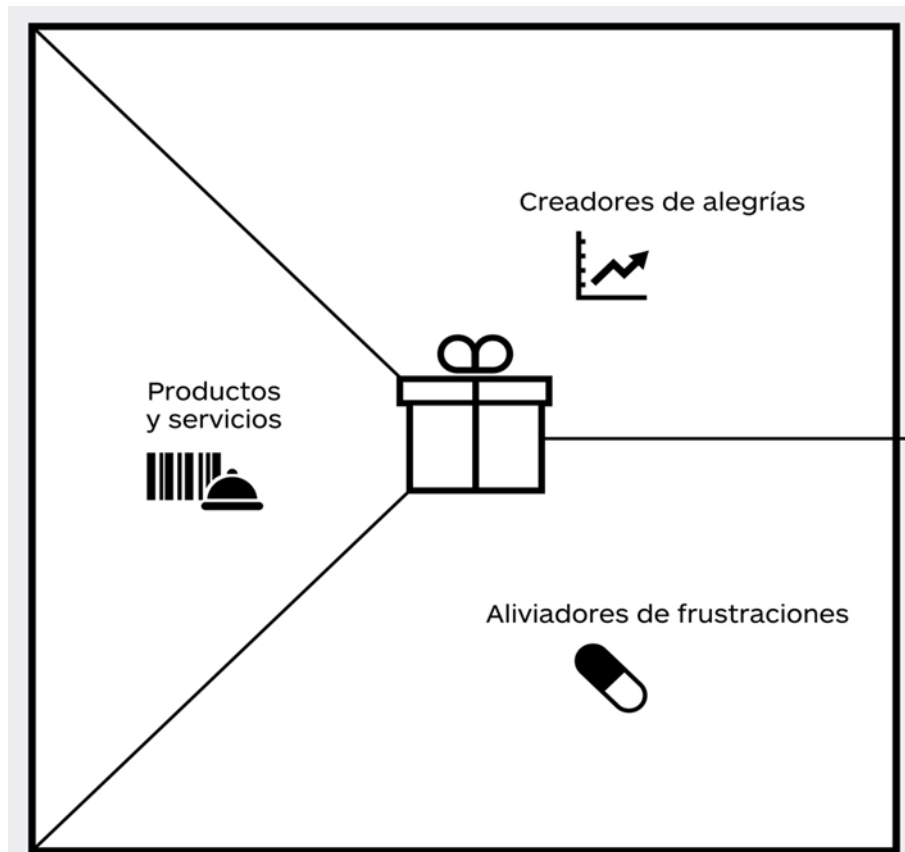 Creadores de alegrías
Productos
y servicios
Aliviadores de frustraciones